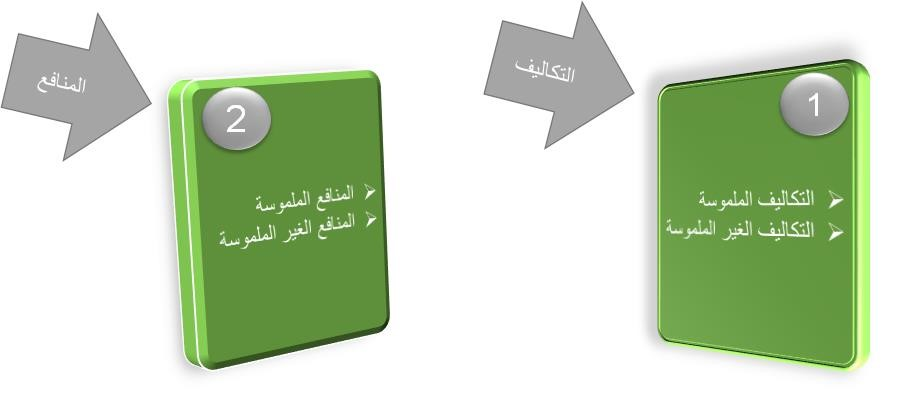 التكاليف
1
التكاليف الملموسة
التكاليف الغير الملموسة
المنافع
2
المنافع الملموسة
المنافع الغير الملموسة